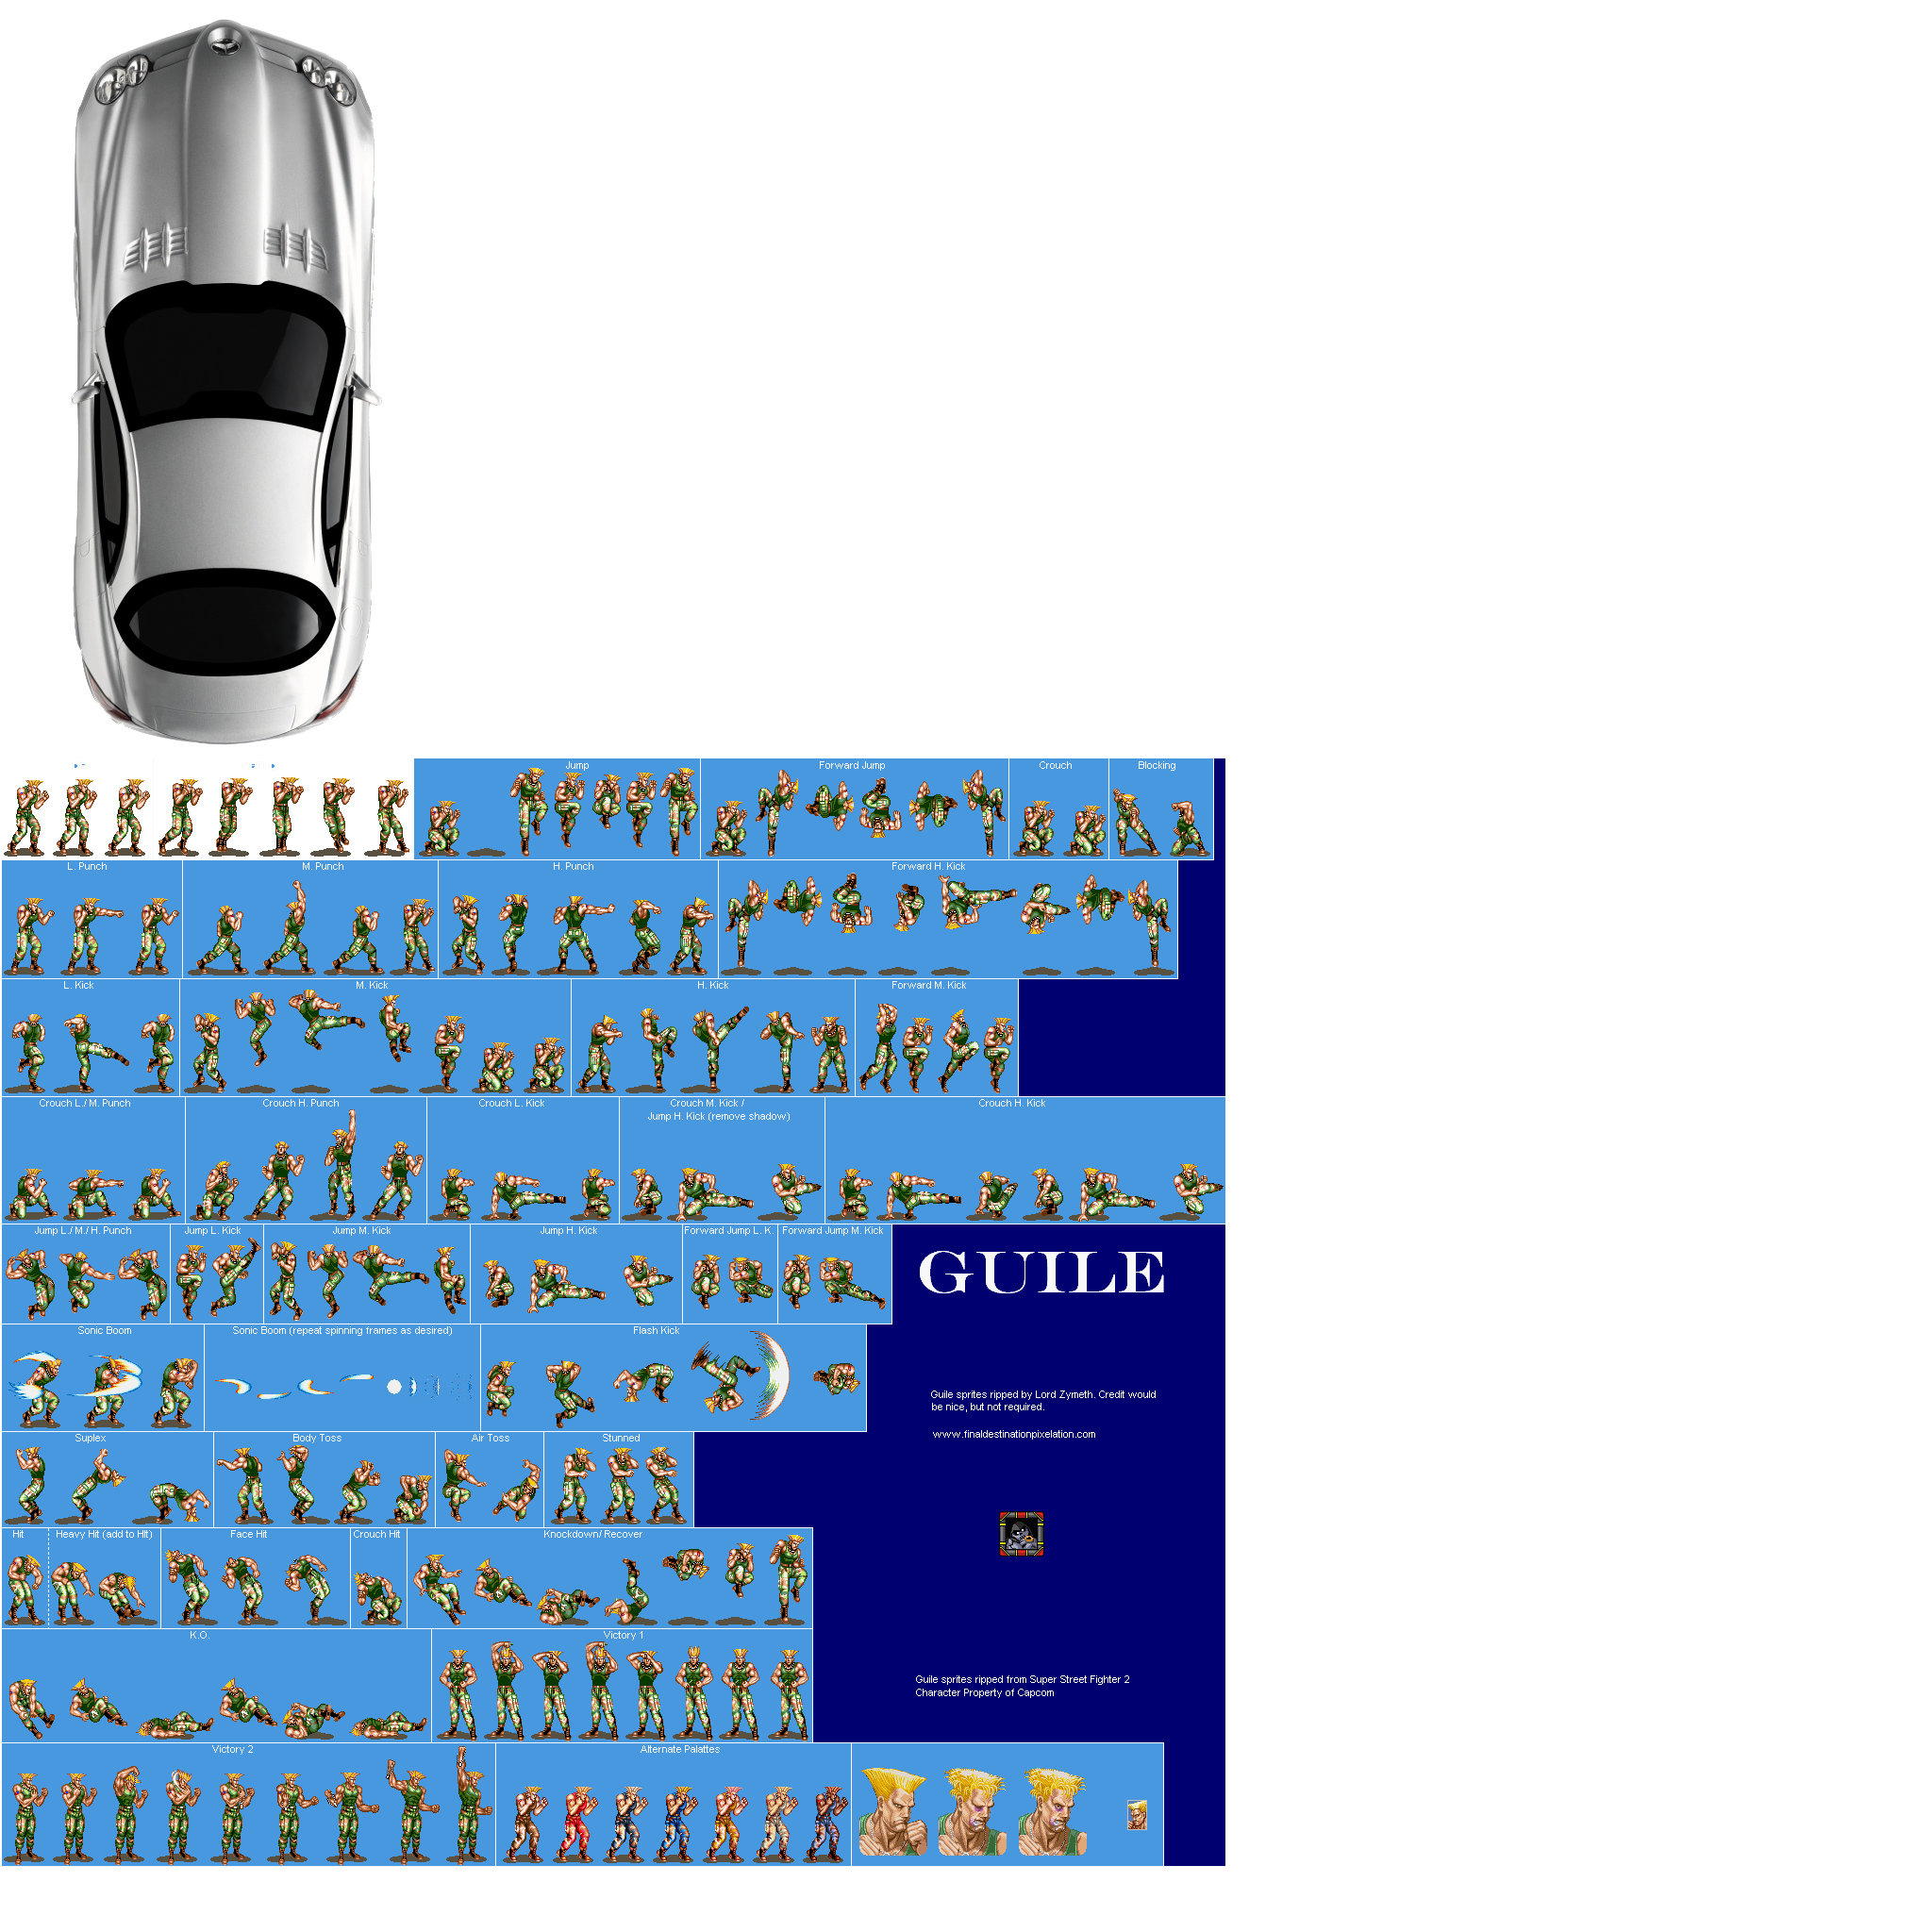 Jump
Forward Jump
Crouch
Blocking
L. Punch
M. Punch
H. Punch
Forward H. Kick
L. Kick
M. Kick
H. Kick
Forward M. Kick
Crouch L./ M. Punch
Crouch H. Punch
Crouch L. Kick
Crouch M. Kick /
Jump H. Kick (remove shadow)
Crouch H. Kick
Jump L./ M./ H. Punch
Jump L. Kick
Jump M. Kick
Jump H. Kick
Forward Jump L. K.
Forward Jump M. Kick
GUILE
Sonic Boom
Sonic Boom (repeat spinning frames as desired)
Flash Kick
Guile sprites ripped by Lord Zymeth. Credit would
be nice, but not required.
www.finaldestinationpixelation.com
Suplex
Body Toss
Air Toss
Stunned
Hit
Heavy Hit (add to Hit)
Face Hit
Crouch Hit
Knockdown/ Recover
K.O.
Victory 1
Guile sprites ripped from Super Street Fighter 2
Character Property of Capcom
Victory 2
Alternate Palattes